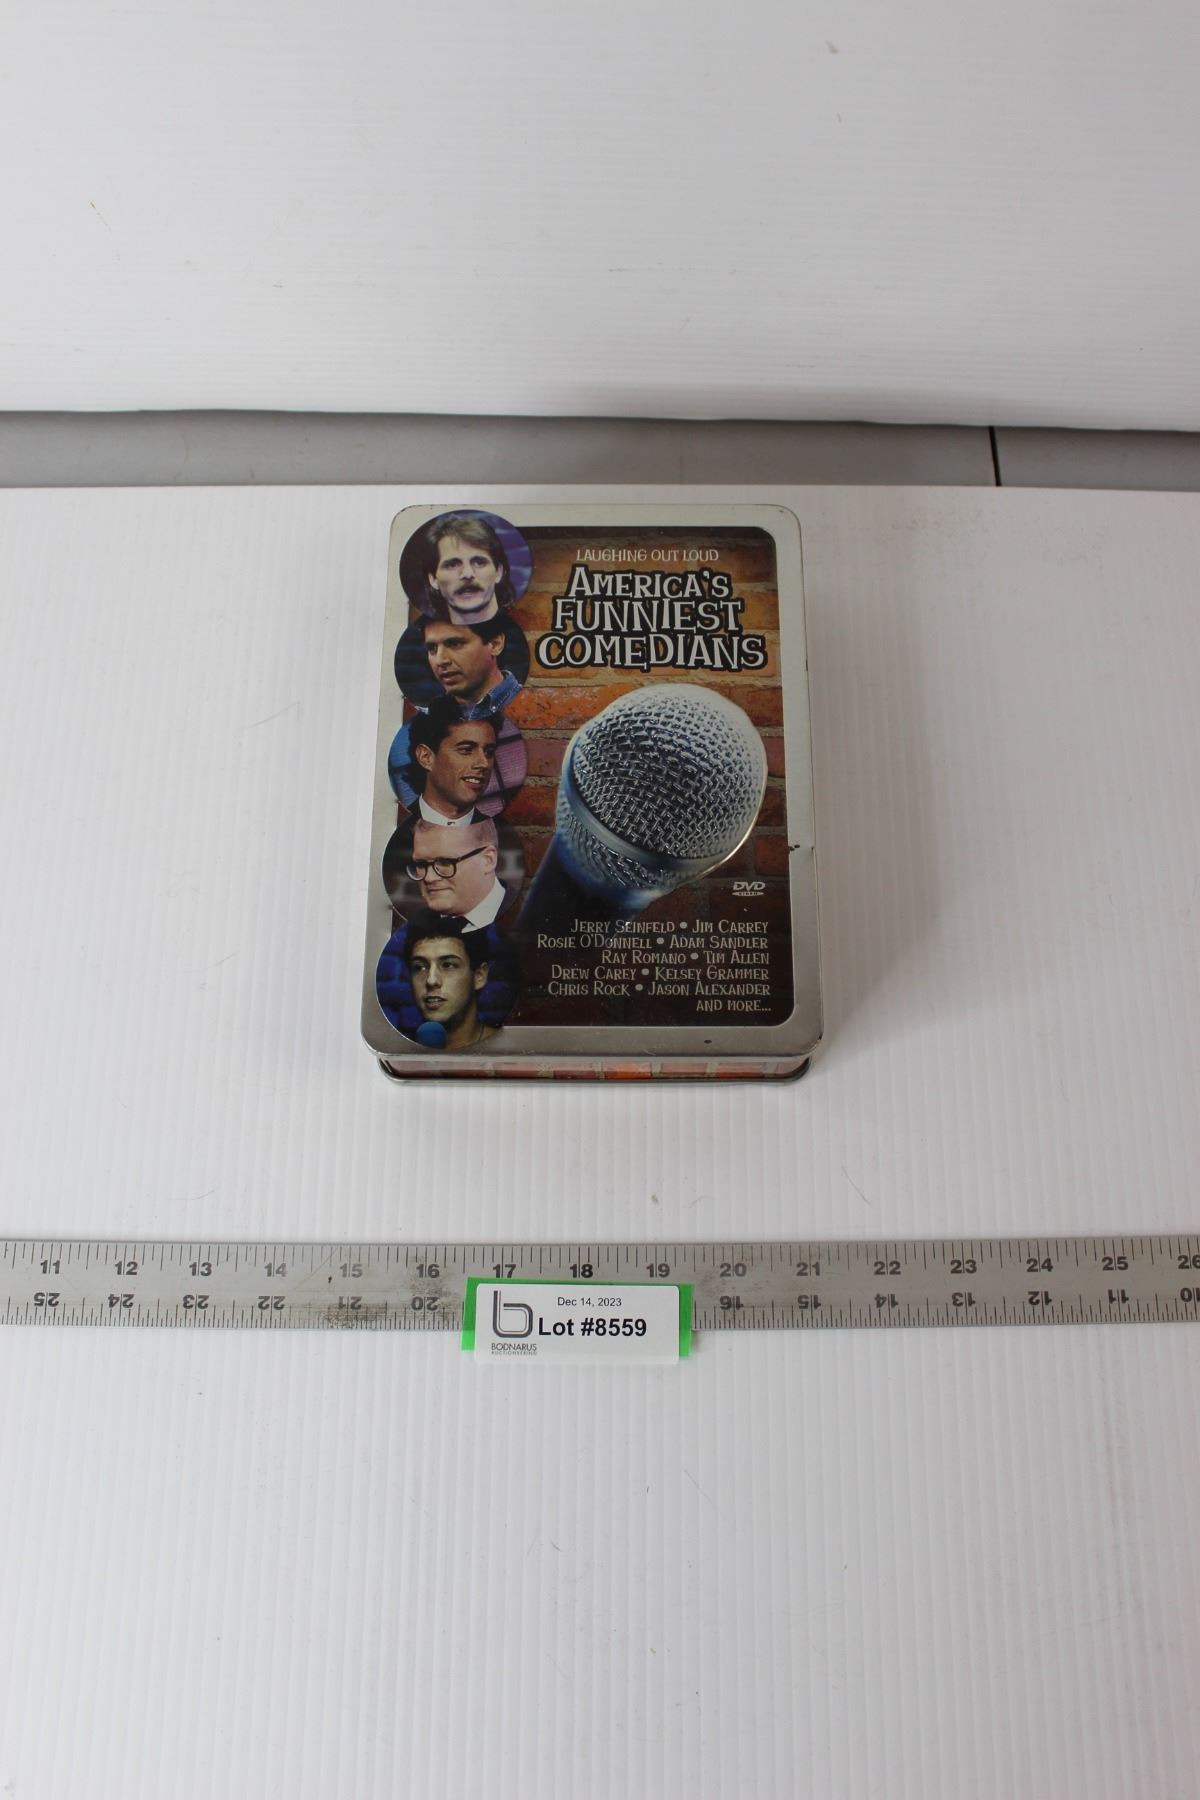 LAUGHING OUT LOUD
AMERICA'S
FUNNIEST
COMEDIANS
DVD
VIDEO
JERRY SEINFELD • JIM CARREY
ROSIE O'DONNELL • ADAM SANDLER
RAY ROMANO • TIM ALLEN
DREW CAREY • KELSEY GRAMMER
CHRIS ROCK • JASON ALEXANDER
AND MORE...
11 12 13 14 15 16 17 18 19 20 21 22 23 24 25 26
25 24 23 22 21 20 16 15 14 13 12 11 10
Dec 14, 2023
Lot #8559
BODNARUS
AUCTIONEERING